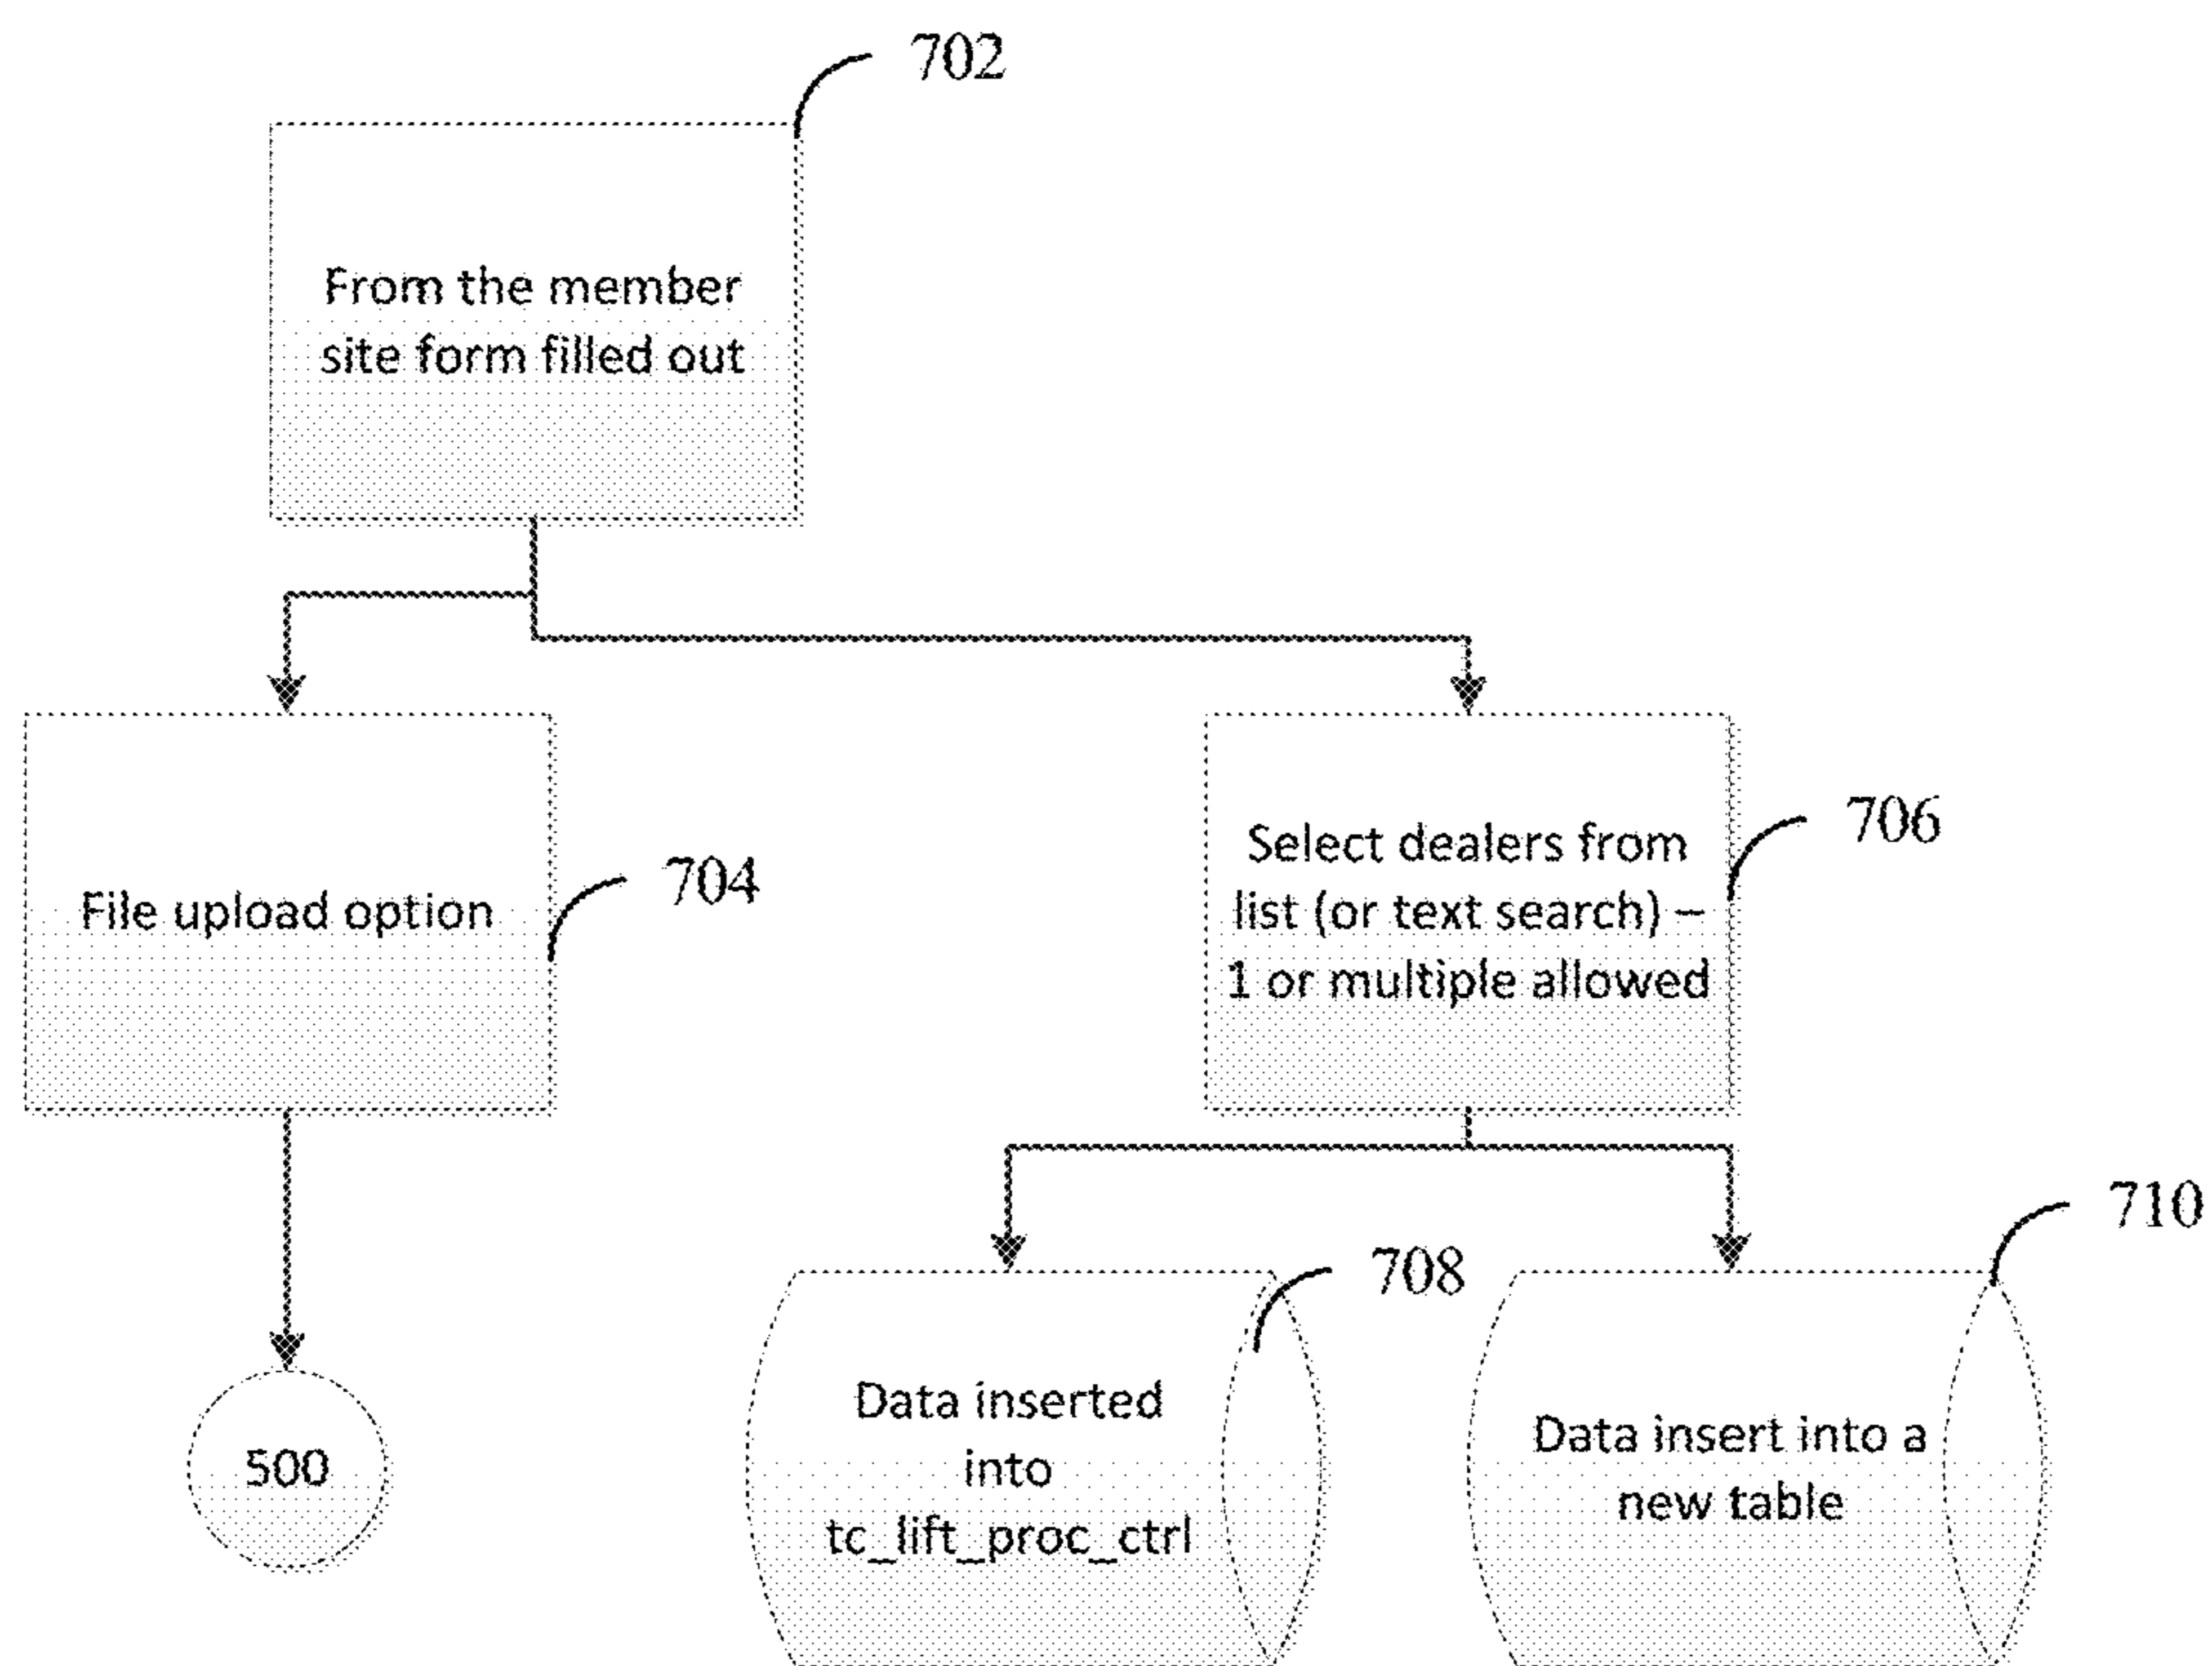 702
From the member
site form filled out
File upload option
704
Select dealers from
list (or text search) –
1 or multiple allowed
706
500
Data inserted
into
tc_lift_proc_ctrl
708
Data insert into a
new table
710